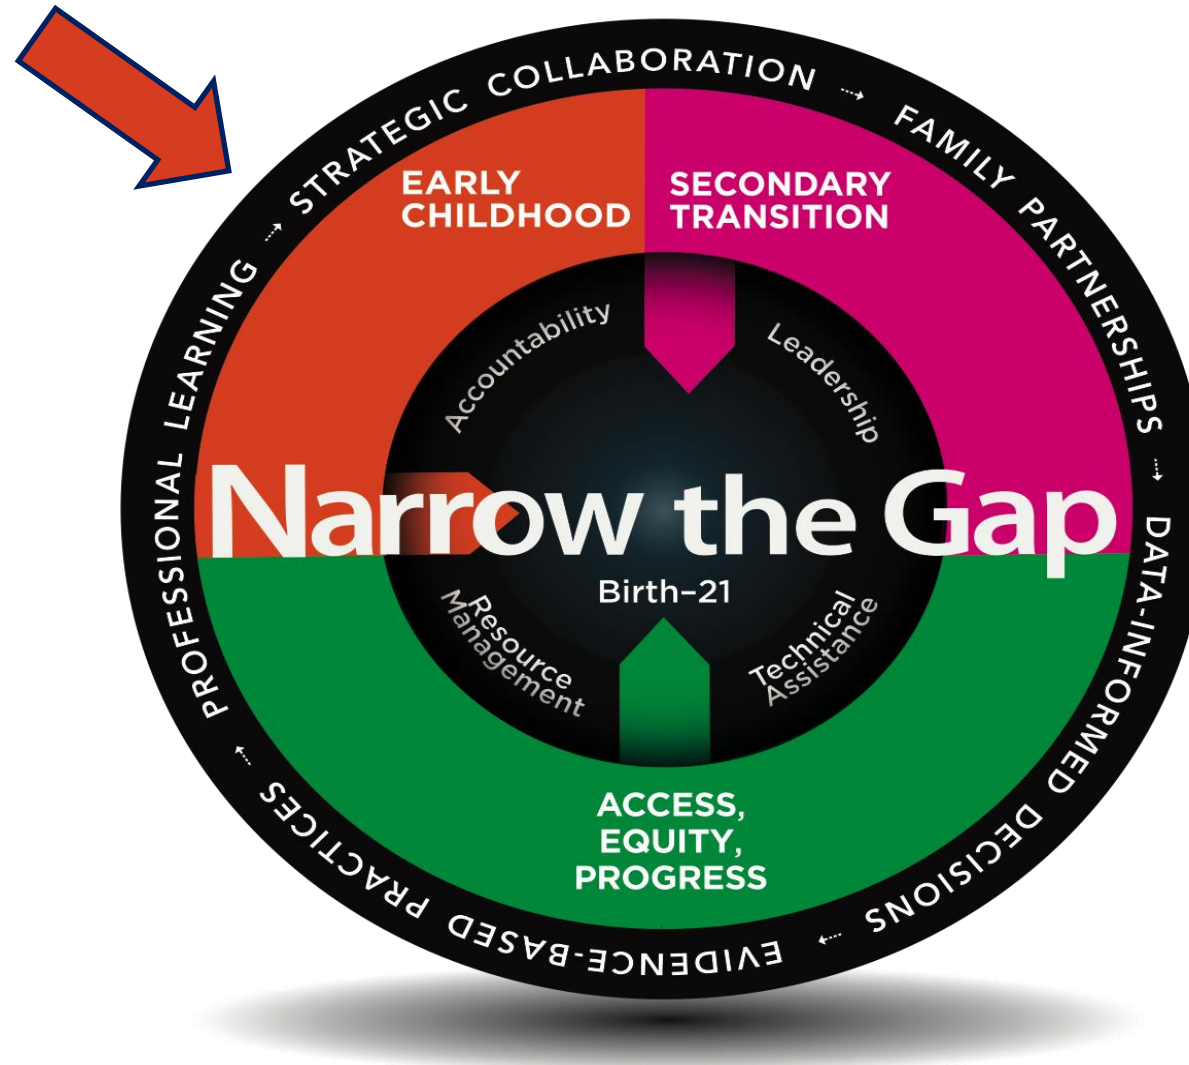 STRATEGIC COLLABORATION → FAMILY PARTNERSHIPS → DATA-INFORMED DECISIONS → EVIDENCE-BASED PRACTICES → PROFESSIONAL LEARNING →
EARLY
CHILDHOOD
SECONDARY
TRANSITION
Accountability
Leadership
Narrow the Gap
Birth–21
Resource
Management
Technical
Assistance
ACCESS,
EQUITY,
PROGRESS